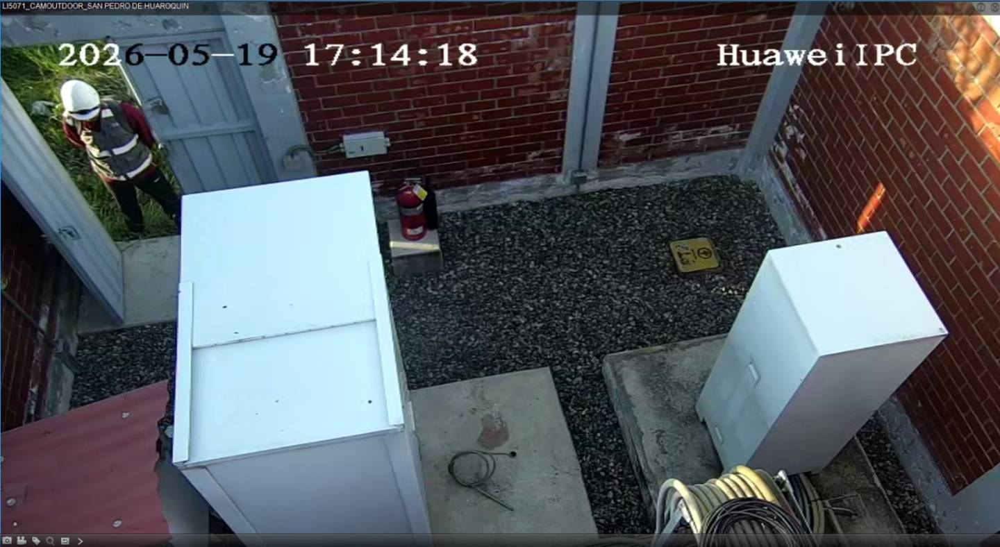 LI5071_CAMOUTDOOR_SAN PEDRO DE HUAROQUIN
2026-05-19 17:14:18
HuaweiIPC